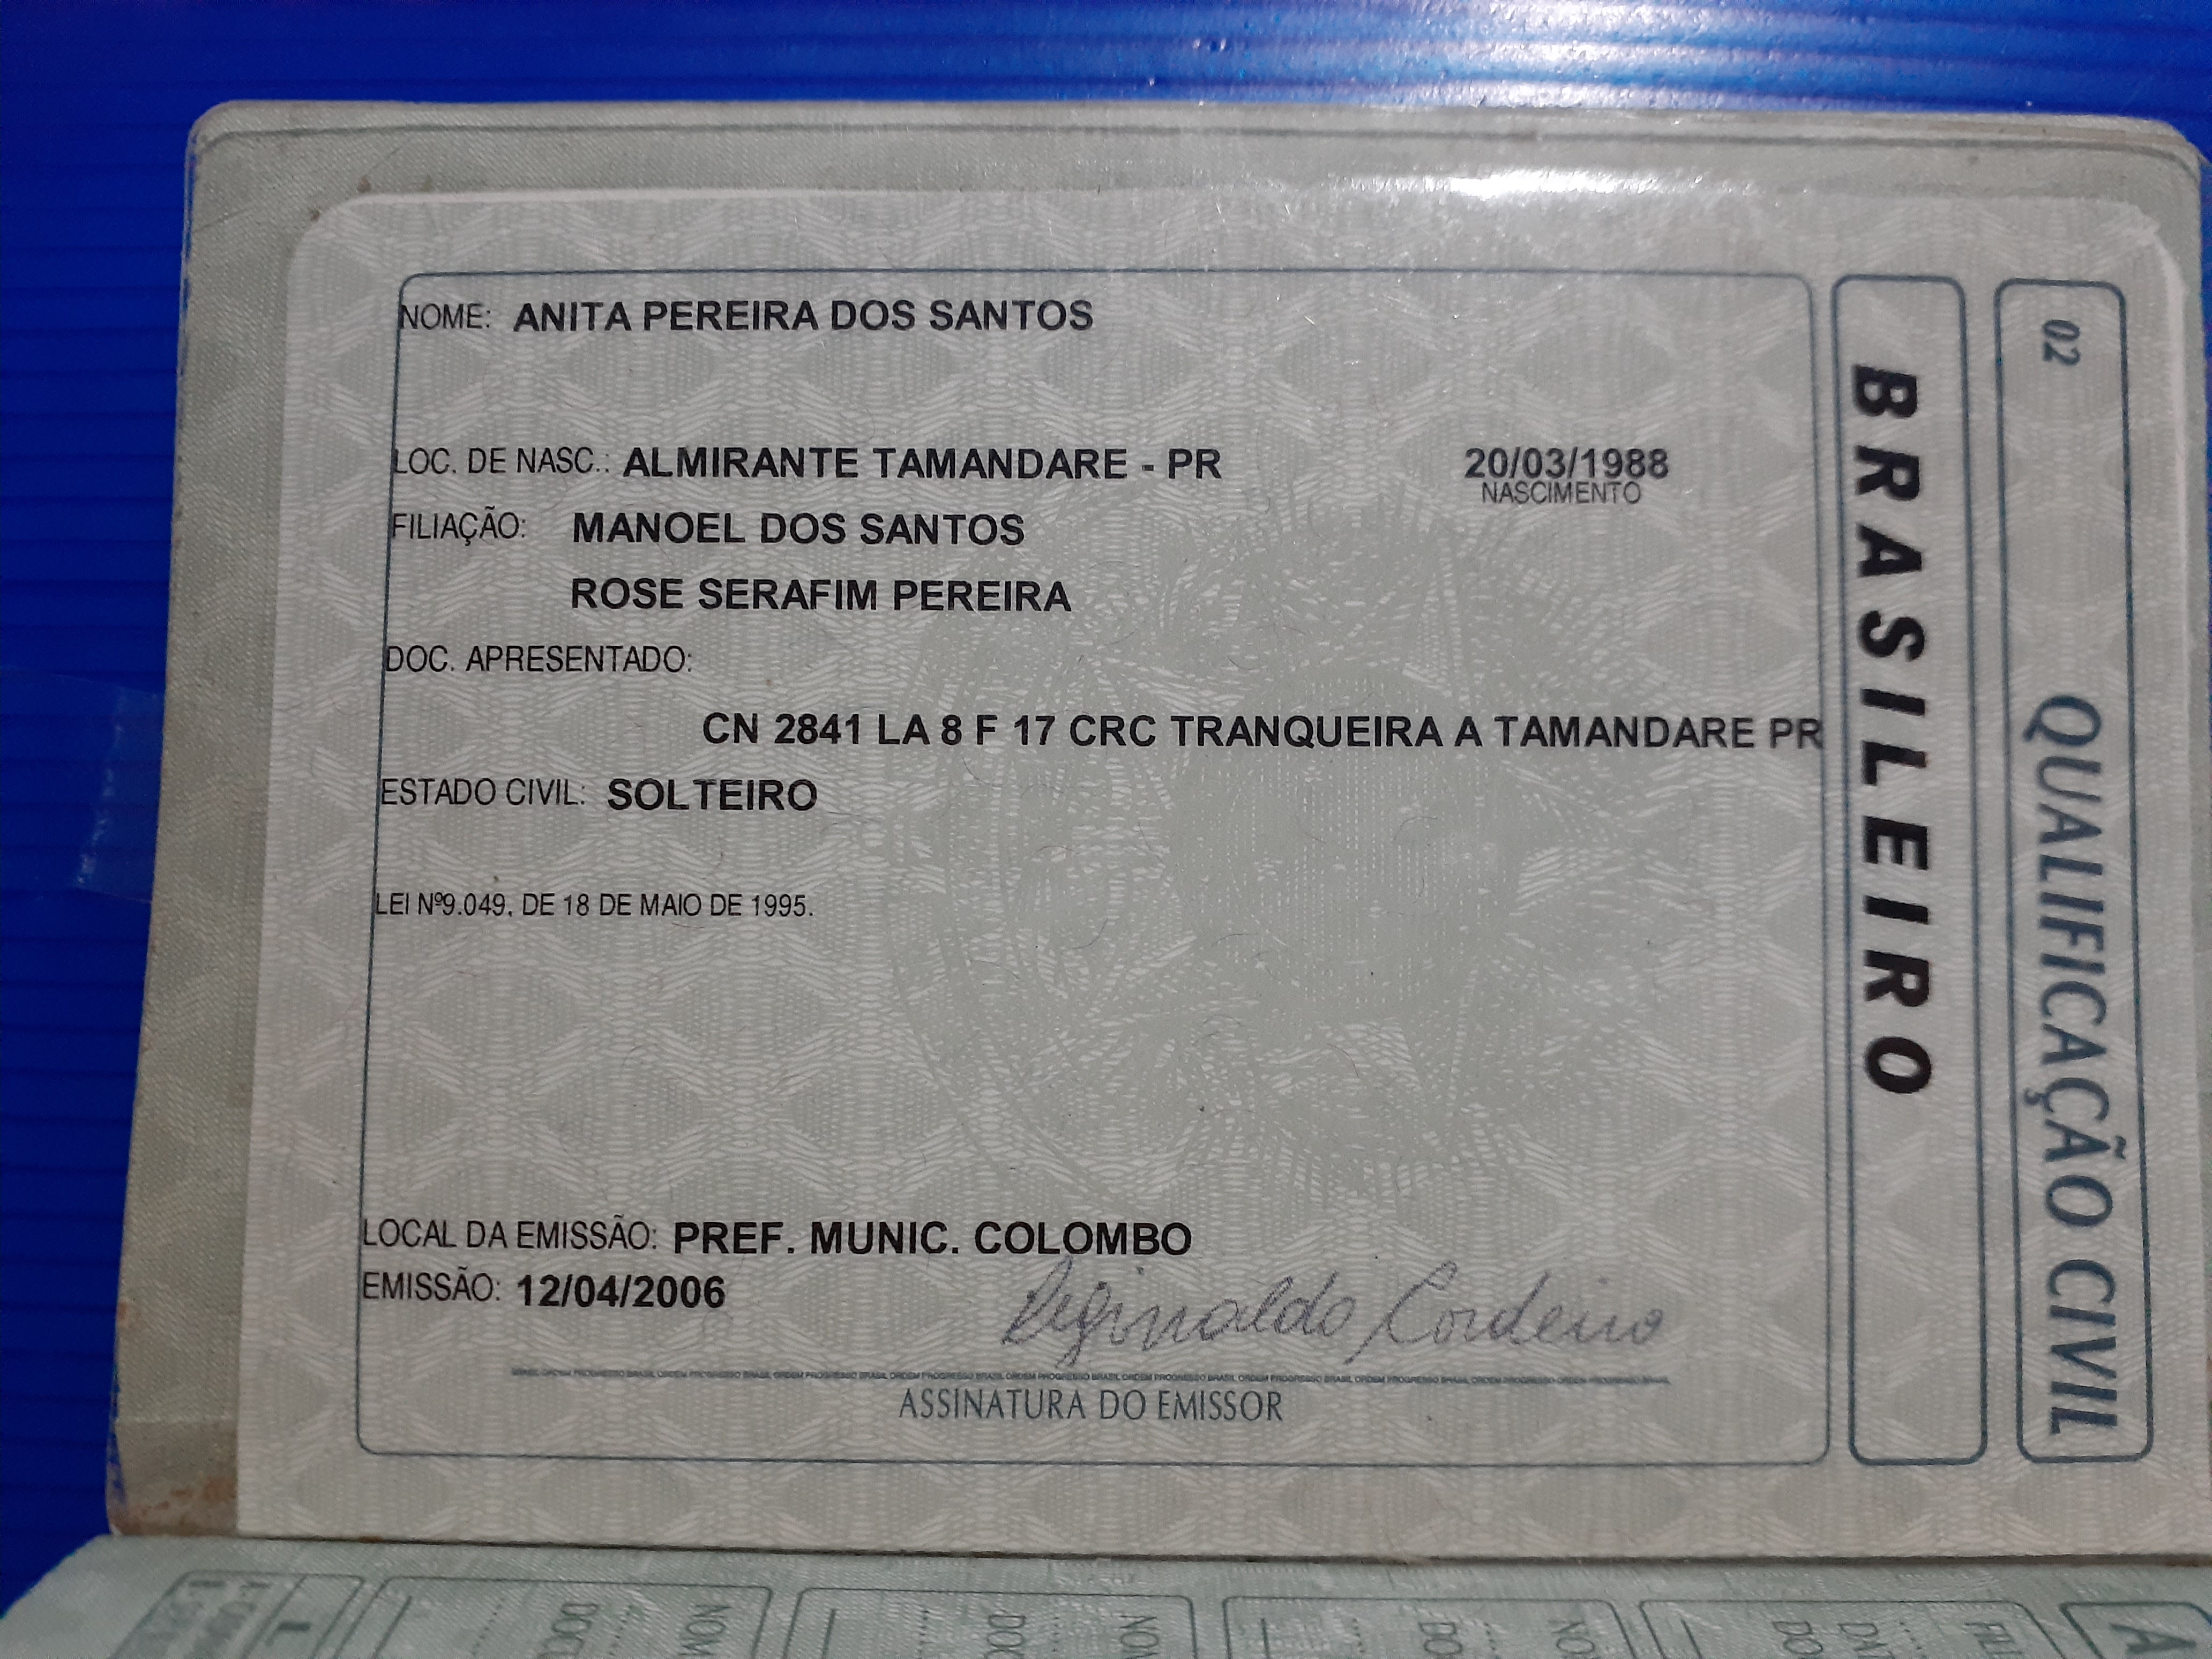 NOME: ANITA PEREIRA DOS SANTOS
LOC. DE NASC.: ALMIRANTE TAMANDARE - PR 20/03/1988
NASCIMENTO
FILIAÇÃO: MANOEL DOS SANTOS
ROSE SERAFIM PEREIRA
DOC. APRESENTADO:
CN 2841 LA 8 F 17 CRC TRANQUEIRA A TAMANDARE PR
ESTADO CIVIL: SOLTEIRO
LEI Nº9.049, DE 18 DE MAIO DE 1995.
LOCAL DA EMISSÃO: PREF. MUNIC. COLOMBO
EMISSÃO: 12/04/2006
Reginaldo Cordeiro
ASSINATURA DO EMISSOR
BRASILEIRO
02 QUALIFICAÇÃO CIVIL